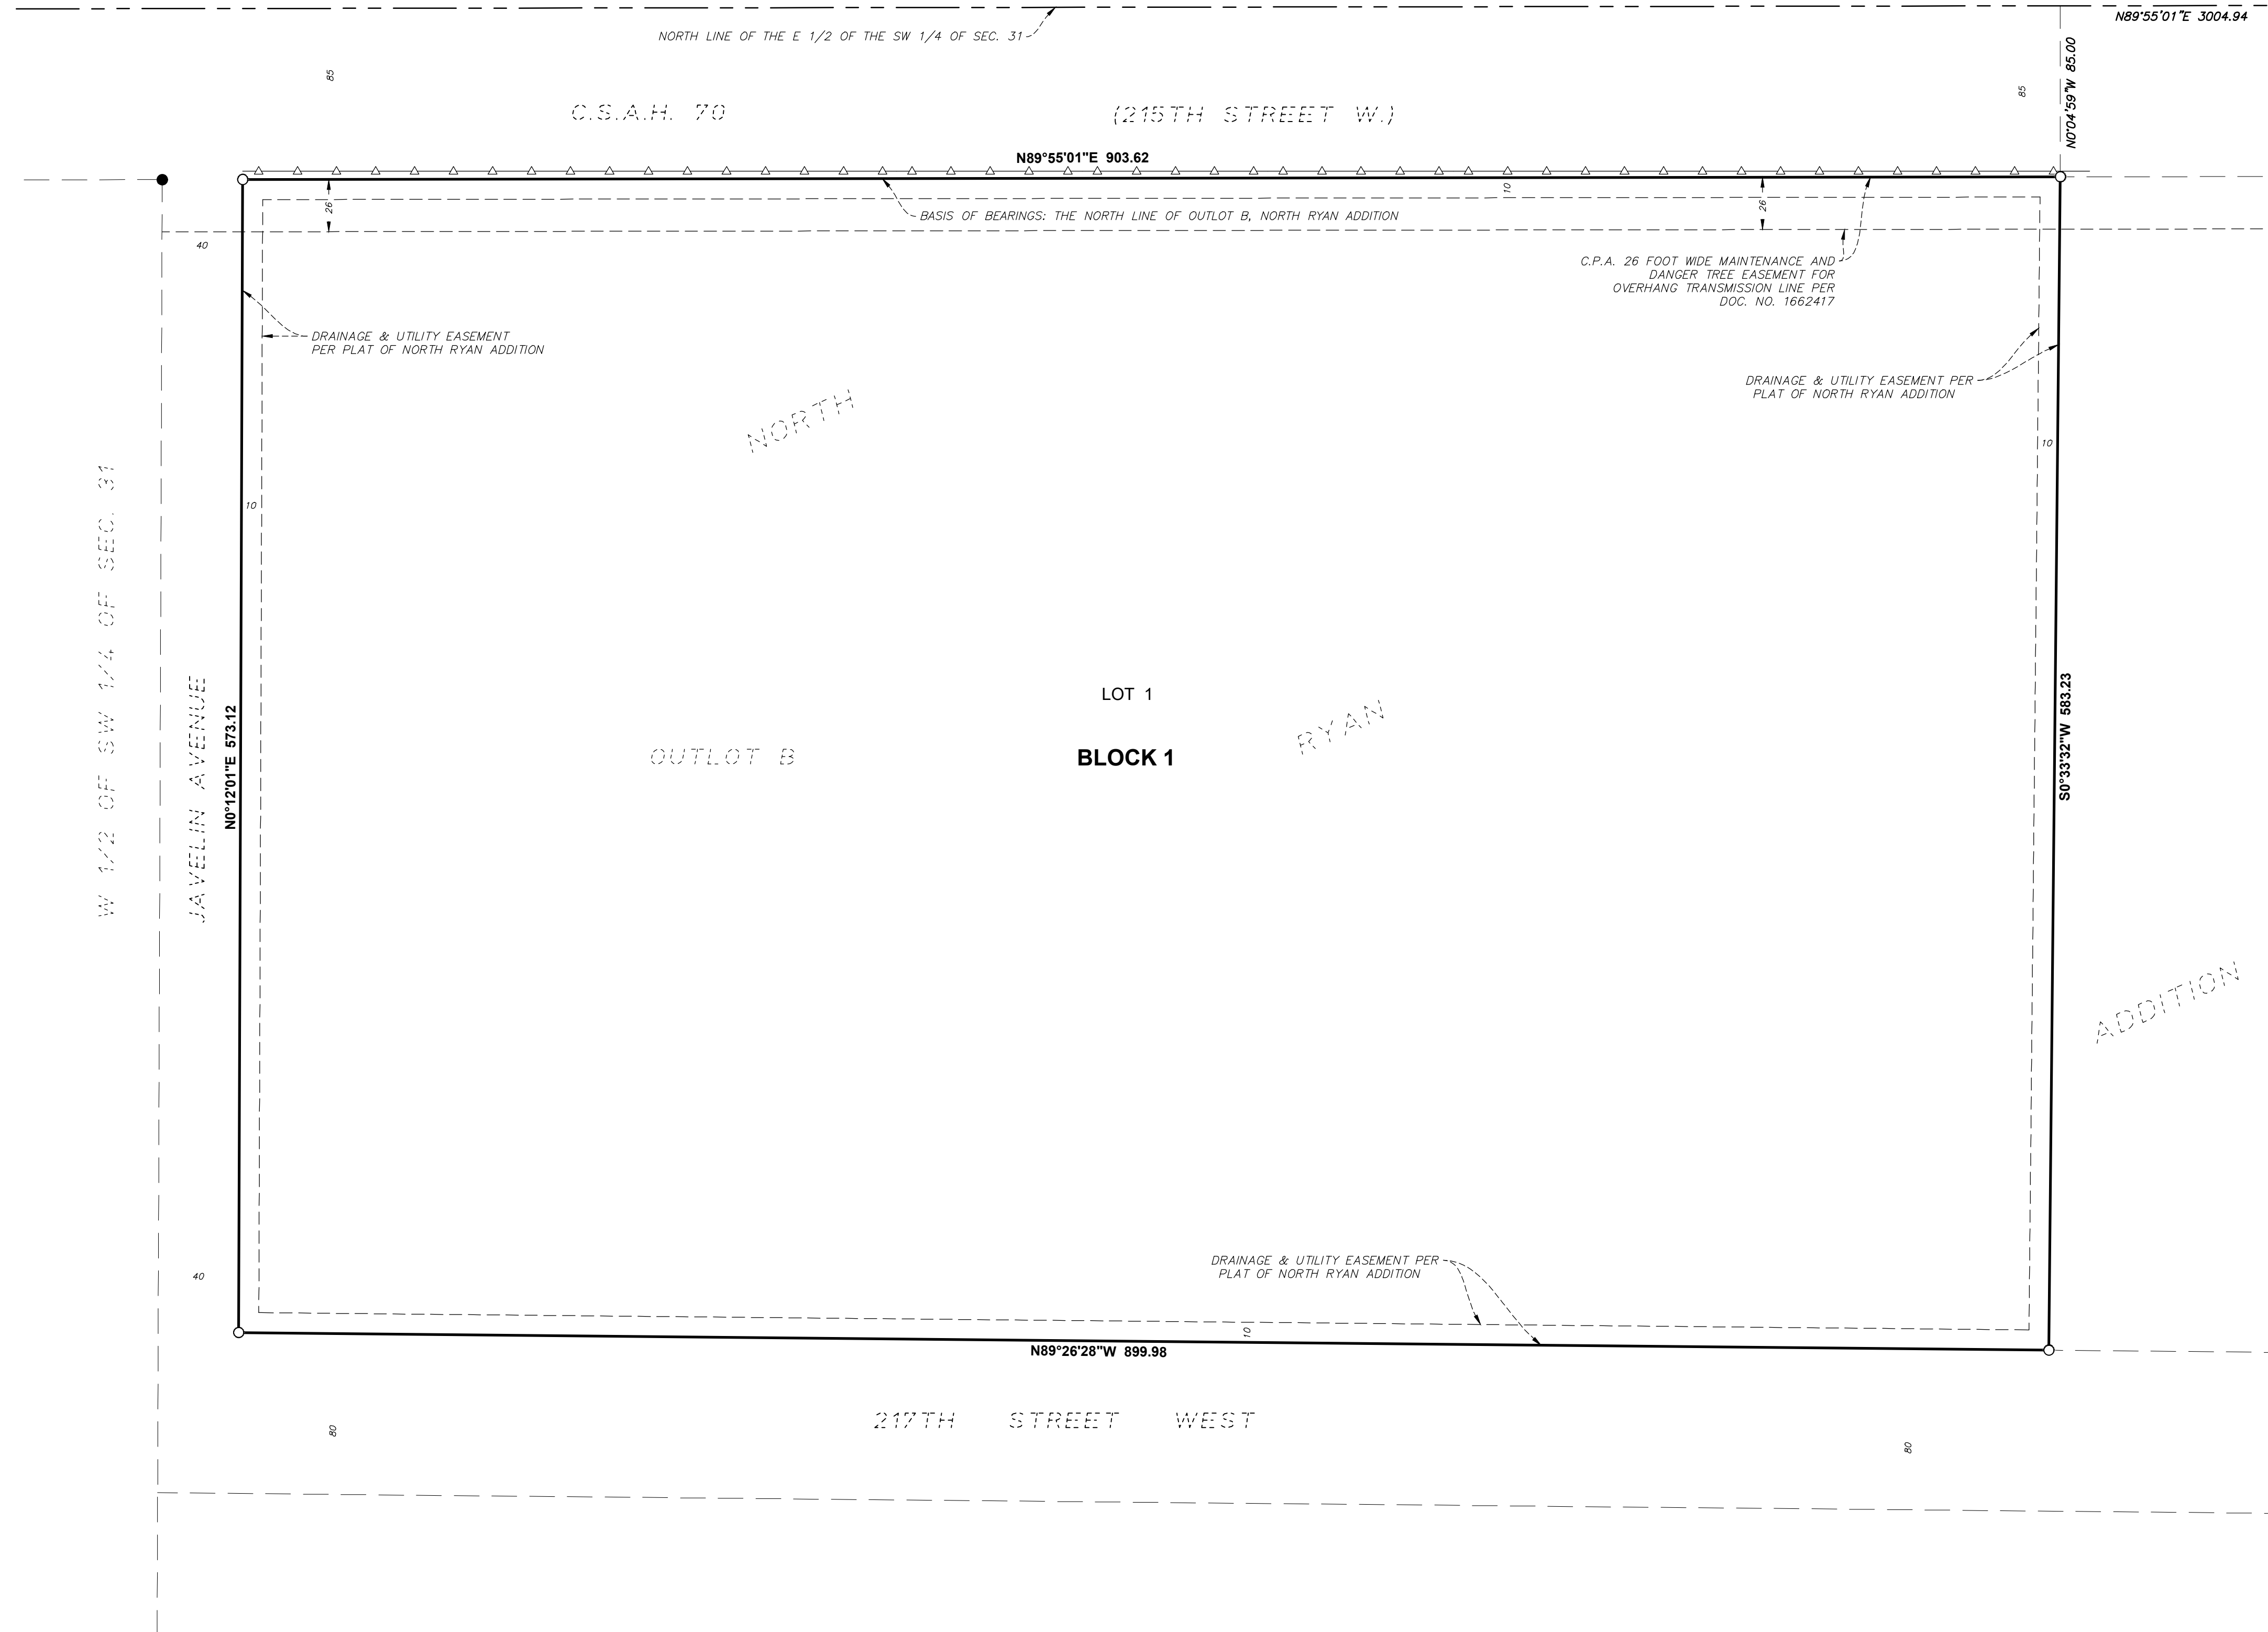 N89°55'01"E 3004.94
NORTH LINE OF THE E 1/2 OF THE SW 1/4 OF SEC. 31
85
85
N0°04'59"W 85.00
C.S.A.H. 70
(215TH STREET W.)
N89°55'01"E 903.62
26
10
26
BASIS OF BEARINGS: THE NORTH LINE OF OUTLOT B, NORTH RYAN ADDITION
40
C.P.A. 26 FOOT WIDE MAINTENANCE AND
DANGER TREE EASEMENT FOR
OVERHANG TRANSMISSION LINE PER
DOC. NO. 1662417
DRAINAGE & UTILITY EASEMENT
PER PLAT OF NORTH RYAN ADDITION
DRAINAGE & UTILITY EASEMENT PER
PLAT OF NORTH RYAN ADDITION
NORTH
10
10
W 1/2 OF SW 1/4 OF SEC. 31
JAVELIN AVENUE
N0°12'01"E 573.12
LOT 1
RYAN
OUTLOT B
BLOCK 1
S0°33'32"W 583.23
ADDITION
DRAINAGE & UTILITY EASEMENT PER
PLAT OF NORTH RYAN ADDITION
40
10
N89°26'28"W 899.98
217TH STREET WEST
80
80